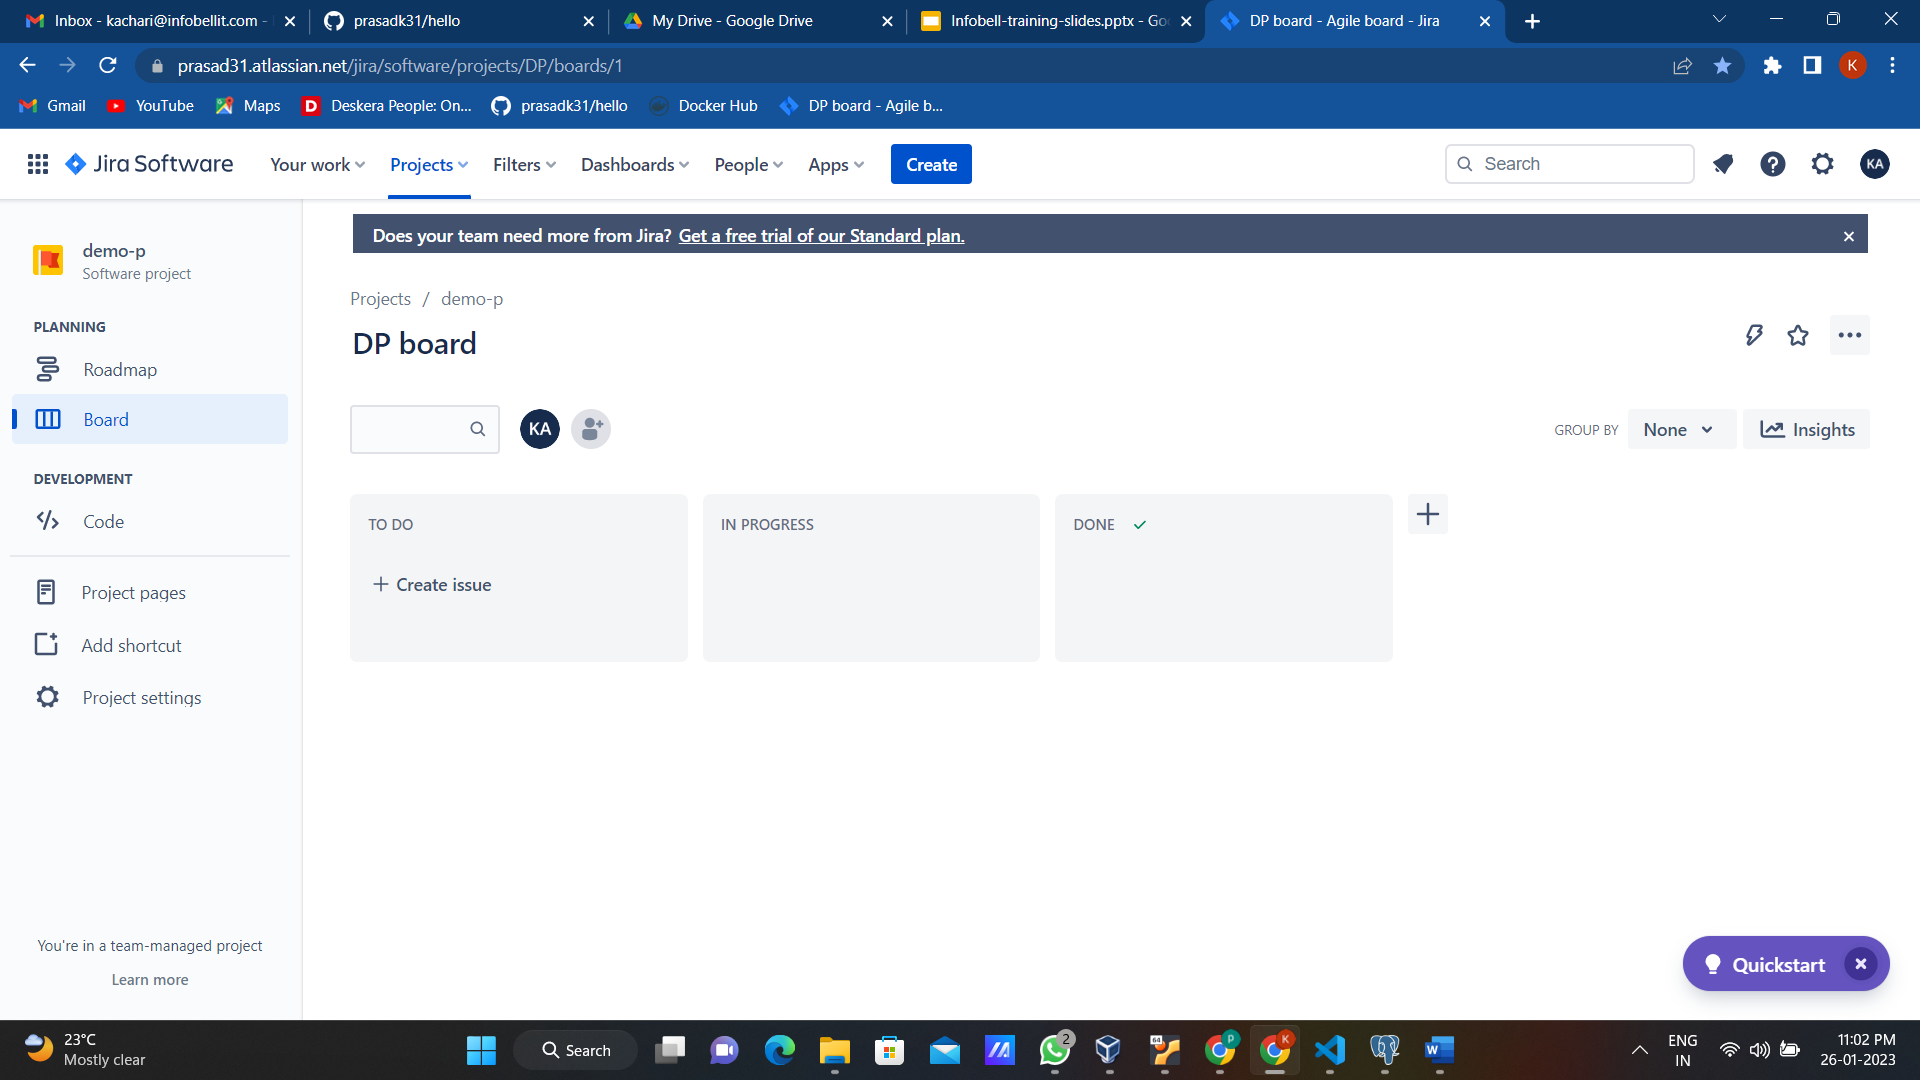 Inbox - kachari@infobellit.com -
prasadk31/hello
My Drive - Google Drive
Infobell-training-slides.pptx - Go
DP board - Agile board - Jira
prasad31.atlassian.net/jira/software/projects/DP/boards/1
K
Gmail
YouTube
Maps
D
Deskera People: On...
prasadk31/hello
Docker Hub
DP board - Agile b...
Jira Software
Your work
Projects
Filters
Dashboards
People
Apps
Create
Search
KA
demo-p
Software project
PLANNING
Roadmap
Board
DEVELOPMENT
Code
Project pages
Add shortcut
Project settings
You're in a team-managed project
Learn more
Does your team need more from Jira? Get a free trial of our Standard plan.
Projects / demo-p
DP board
KA
GROUP BY
None
Insights
TO DO
+ Create issue
IN PROGRESS
DONE
Quickstart
23°C
Mostly clear
Search
2
64
P
K
W
ENG
IN
11:02 PM
26-01-2023